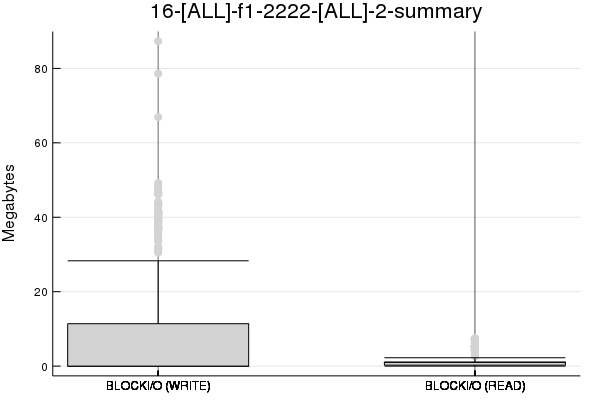 16-[ALL]-f1-2222-[ALL]-2-summary
Megabytes
80
60
40
20
0
BLOCKI/O (WRITE)
BLOCKI/O (READ)